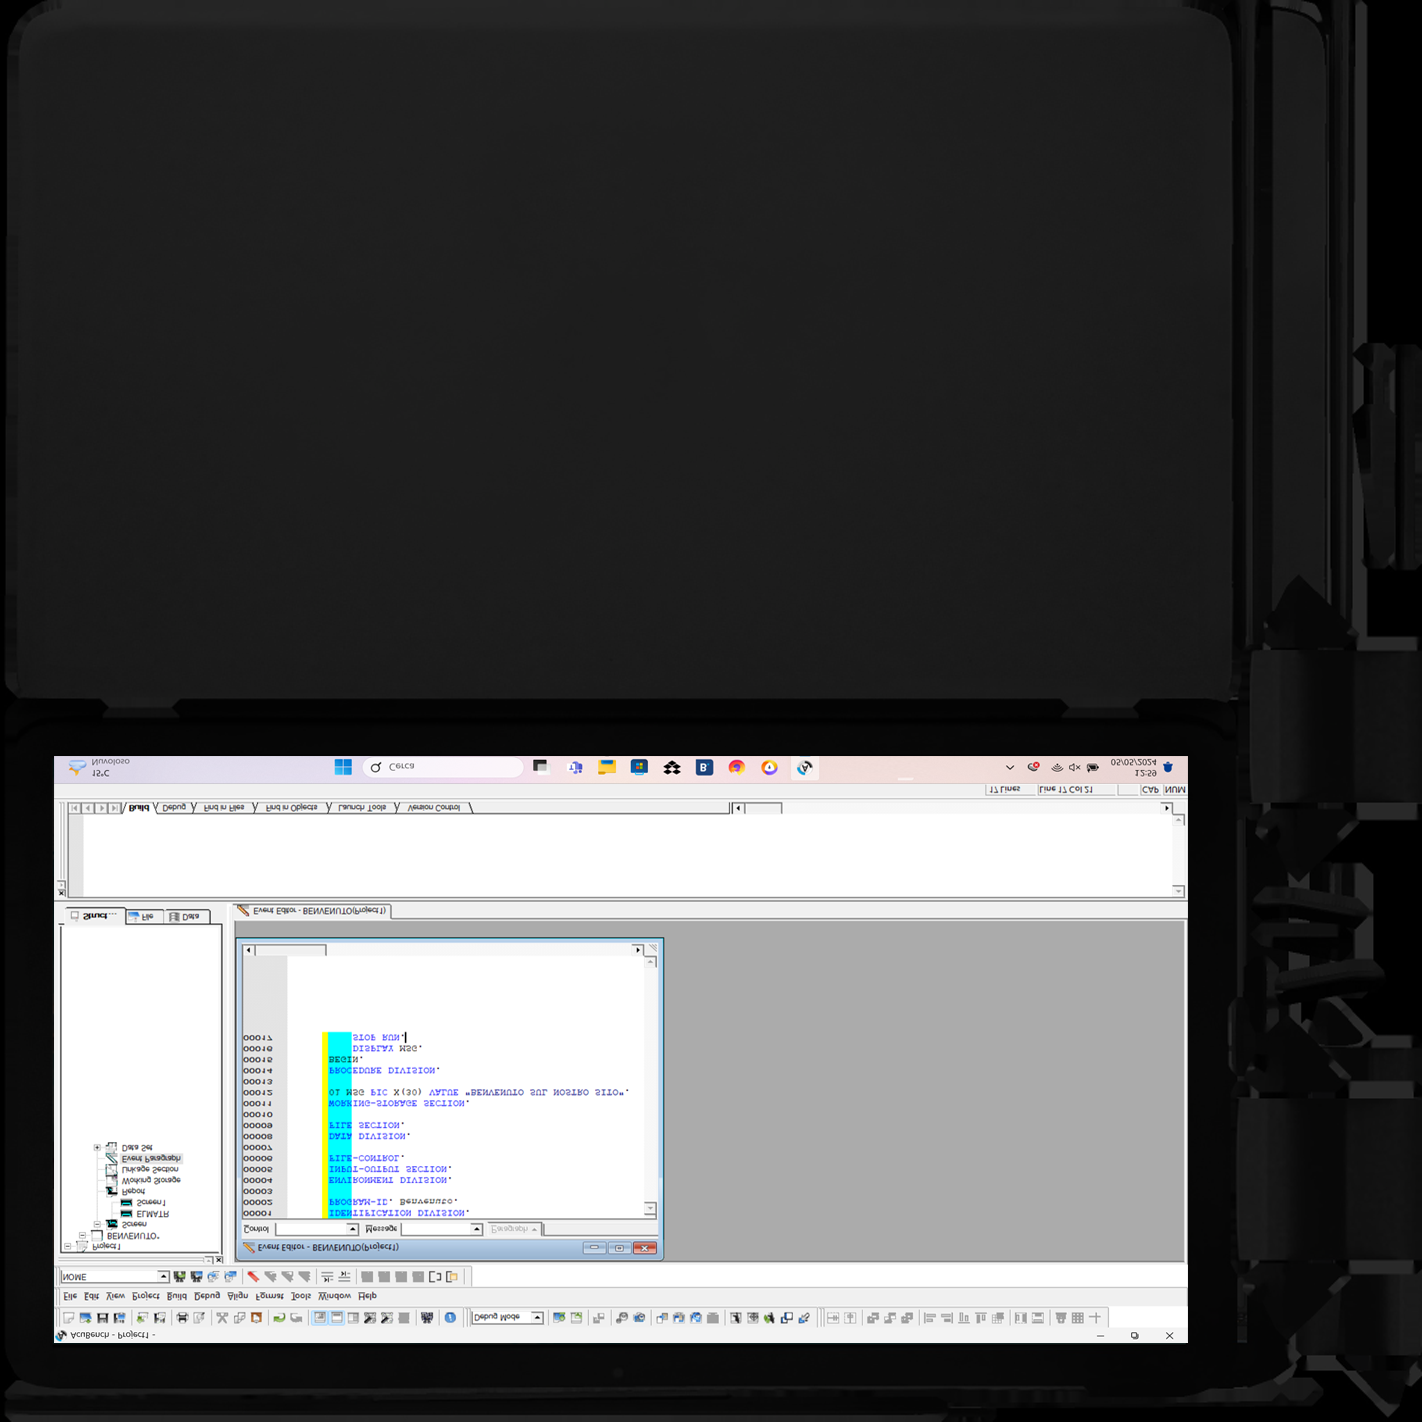 AcuBench - Project1 -
Debug Mode
File Edit View Project Build Debug Align Format Tools Window Help
NOME
Project1
BENVENUTO*
Screen
ELMATR
Screen1
Report
Working Storage
Linkage Section
Event Paragraph
Data Set
Struct... File Data
Event Editor - BENVENUTO(Project1)
Control Message Paragraph
00001 IDENTIFICATION DIVISION.
00002 PROGRAM-ID. Benvenuto.
00003
00004 ENVIRONMENT DIVISION.
00005 INPUT-OUTPUT SECTION.
00006 FILE-CONTROL.
00007
00008 DATA DIVISION.
00009 FILE SECTION.
00010
00011 WORKING-STORAGE SECTION.
00012 01 MSG PIC X(30) VALUE "BENVENUTO SUL NOSTRO SITO".
00013
00014 PROCEDURE DIVISION.
00015 BEGIN.
00016 DISPLAY MSG.
00017 STOP RUN.
Event Editor - BENVENUTO(Project1)
Build Debug Find in Files Find in Objects Launch Tools Version Control
17 Lines Line 17 Col 21 CAP NUM
15°C
Nuvoloso
Cerca
12:59
05/05/2024